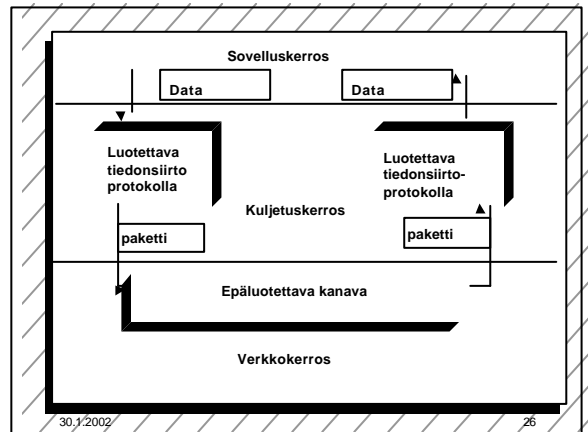 Sovelluskerros
Data
Data
Luotettava
tiedonsiirto
protokolla
Luotettava
tiedonsiirto-
protokolla
Kuljetuskerros
paketti
paketti
Epäluotettava kanava
Verkkokerros
30.1.2002
26